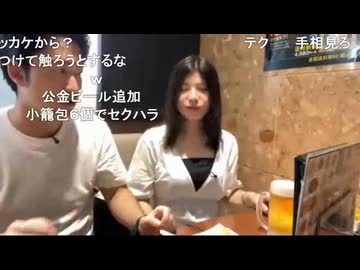 ッカケから？
テク
手相見ろ
つけて触ろうとするな
w
公金ビール追加
小籠包６個でセクハラ